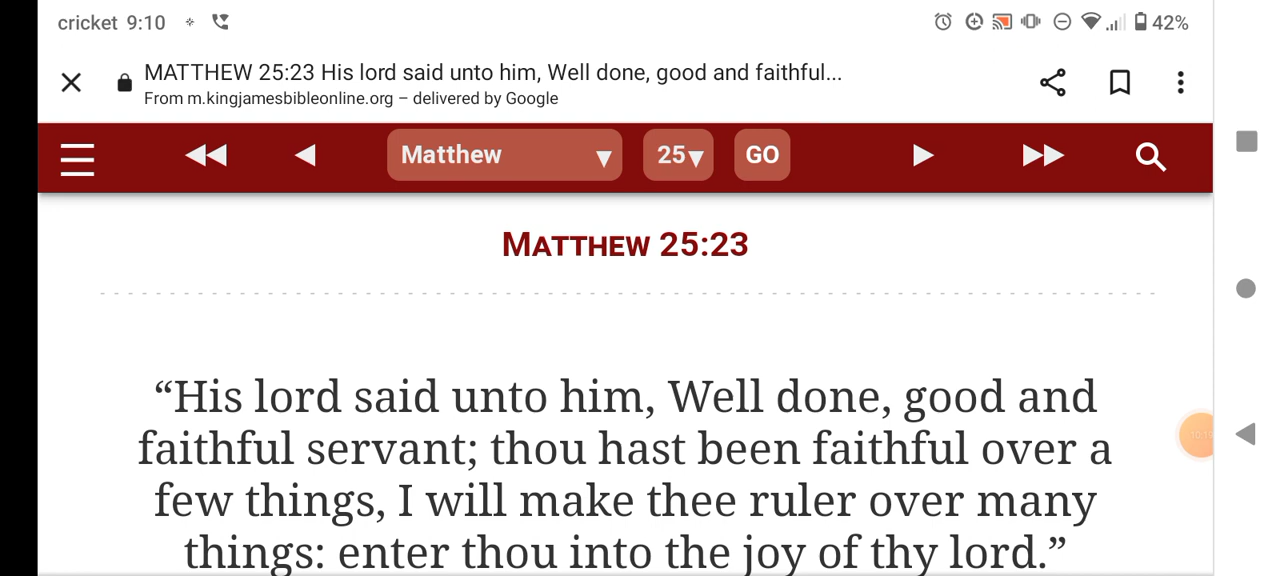 cricket 9:10 42%
MATTHEW 25:23 His lord said unto him, Well done, good and faithful...
From m.kingjamesbibleonline.org – delivered by Google
Matthew 25 GO
MATTHEW 25:23
“His lord said unto him, Well done, good and
faithful servant; thou hast been faithful over a
few things, I will make thee ruler over many
things: enter thou into the joy of thy lord.”